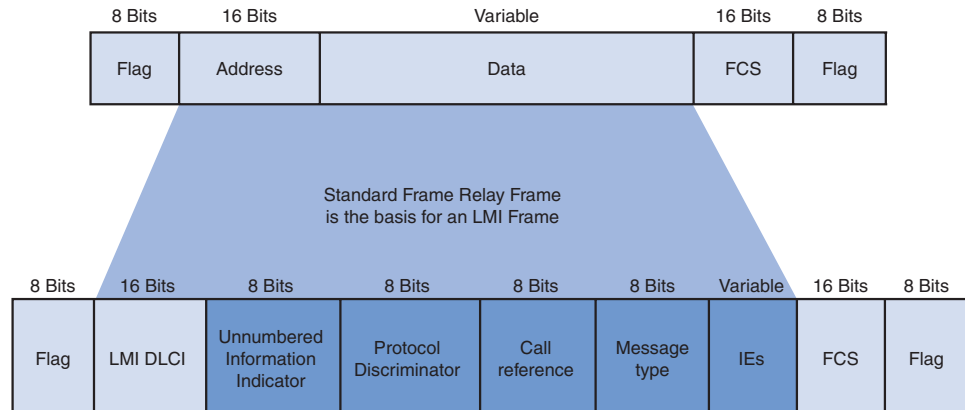 8 Bits 16 Bits Variable 16 Bits 8 Bits
Flag Address Data FCS Flag
Standard Frame Relay Frame
is the basis for an LMI Frame
8 Bits 16 Bits 8 Bits 8 Bits 8 Bits 8 Bits Variable 16 Bits 8 Bits
Flag
LMI DLCI
Unnumbered
Information
Indicator
Protocol
Discriminator
Call
reference
Message
type
IEs
FCS
Flag